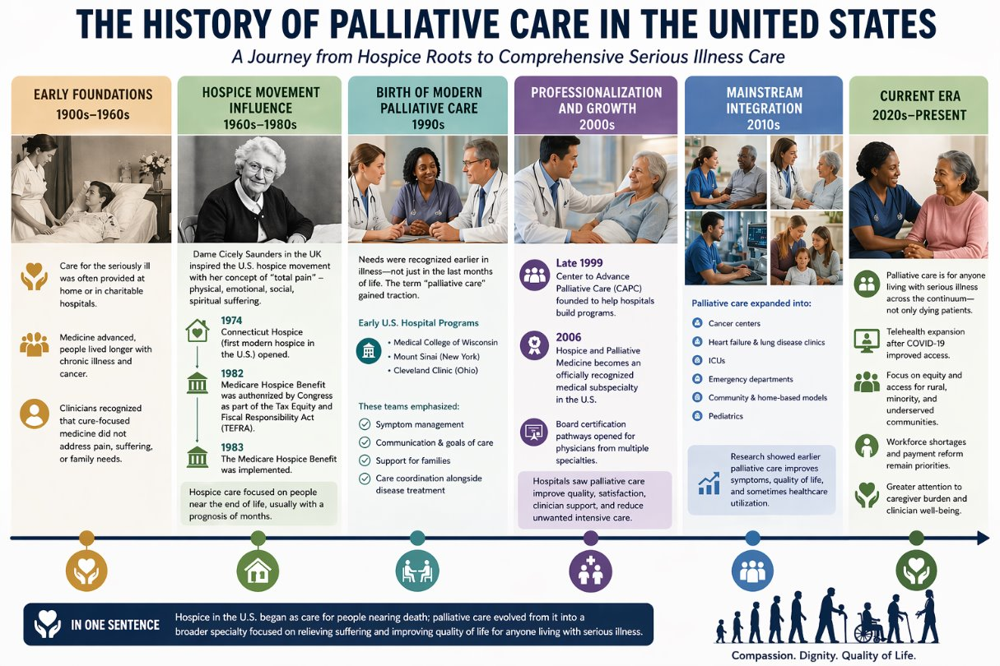 THE HISTORY OF PALLIATIVE CARE IN THE UNITED STATES
A Journey from Hospice Roots to Comprehensive Serious Illness Care
EARLY FOUNDATIONS
1900s–1960s
Care for the seriously ill
was often provided at
home or in charitable
hospitals.
Medicine advanced,
people lived longer with
chronic illness and
cancer.
Clinicians recognized
that cure-focused
medicine did not
address pain, suffering,
or family needs.
HOSPICE MOVEMENT
INFLUENCE
1960s–1980s
Dame Cicely Saunders in the UK
inspired the U.S. hospice movement
with her concept of “total pain” –
physical, emotional, social,
spiritual suffering.
1974
Connecticut Hospice
(first modern hospice in
the U.S.) opened.
1982
Medicare Hospice Benefit
was authenized by Congress
as part of the Tax Equity and
Fiscal Responsibility Act
(TEFRA).
1983
The Medicare Hospice Benefit
was implemented.
Hospice care focused on people
near the end of life, usually with a
prognosis of months.
BIRTH OF MODERN
PALLIATIVE CARE
1990s
Needs were recognized earlier in
illness—not just in the last months
of life. The term “palliative care”
gained traction.
Early U.S. Hospital Programs
• Medical College of Wisconsin
• Mount Sinai (New York)
• Cleveland Clinic (Ohio)
These teams emphasized:
Symptom management
Communication & goals of care
Support for families
Care coordination alongside
disease treatment
PROFESSIONALIZATION
AND GROWTH
2000s
Late 1999
Center to Advance
Palliative Care (CAPC)
founded to help hospitals
build programs.
2006
Hospice and Palliative
Medicine becomes an
officially recognized
medical subspecialty
in the U.S.
Board certification
pathways opened for
physicians from multiple
specialties.
Hospitals saw palliative care
improve quality, satisfaction,
clinician support, and reduce
unwanted intensive care.
MAINSTREAM
INTEGRATION
2010s
Palliative care expanded into:
Cancer centers
Heart failure & lung disease clinics
ICUs
Emergency departments
Community & home-based models
Pediatrics
Research showed earlier
palliative care improves
symptoms, quality of life,
and sometimes healthcare
utilization.
CURRENT ERA
2020s–PRESENT
Palliative care is for anyone
living with serious illness
across the continuum—
not only dying patients.
Telehealth expansion
after COVID-19
improved access.
Focus on equity and
access for rural,
minority, and
underserved
communities.
Workforce shortages
and payment reform
remain priorities.
Greater attention to
caregiver burden and
clinician well-being.
IN ONE SENTENCE
Hospice in the U.S. began as care for people nearing death; palliative care evolved from it into a
broader specialty focused on relieving suffering and improving quality of life for anyone living with serious illness.
Compassion. Dignity. Quality of Life.